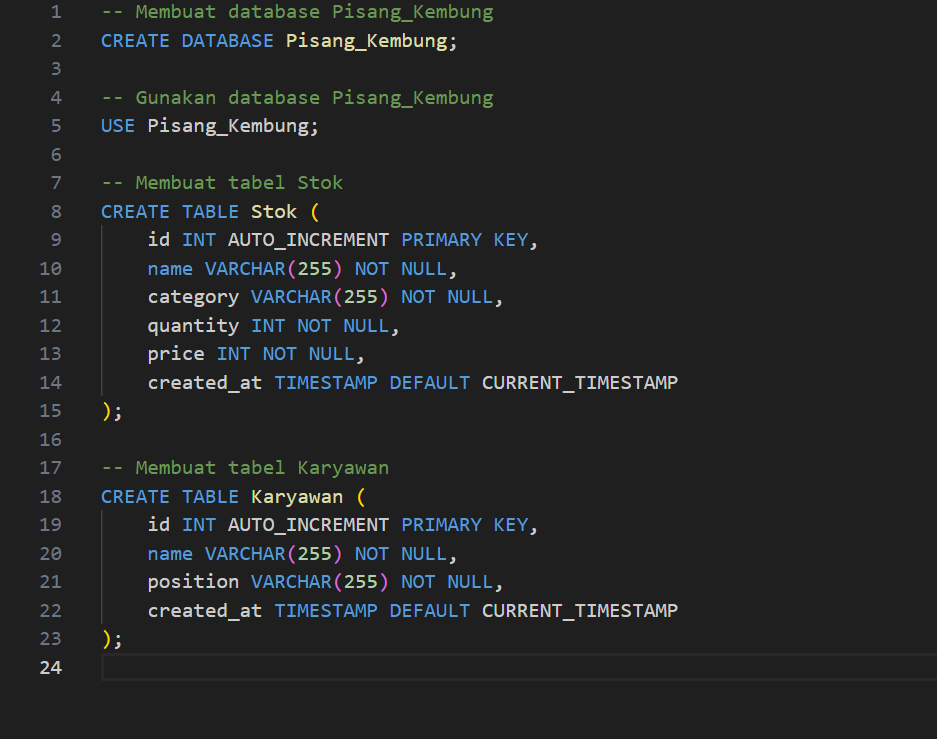 1 -- Membuat database Pisang_Kembung
2 CREATE DATABASE Pisang_Kembung;
3
4 -- Gunakan database Pisang_Kembung
5 USE Pisang_Kembung;
6
7 -- Membuat tabel Stok
8 CREATE TABLE Stok (
9     id INT AUTO_INCREMENT PRIMARY KEY,
10     name VARCHAR(255) NOT NULL,
11     category VARCHAR(255) NOT NULL,
12     quantity INT NOT NULL,
13     price INT NOT NULL,
14     created_at TIMESTAMP DEFAULT CURRENT_TIMESTAMP
15 );
16
17 -- Membuat tabel Karyawan
18 CREATE TABLE Karyawan (
19     id INT AUTO_INCREMENT PRIMARY KEY,
20     name VARCHAR(255) NOT NULL,
21     position VARCHAR(255) NOT NULL,
22     created_at TIMESTAMP DEFAULT CURRENT_TIMESTAMP
23 );
24